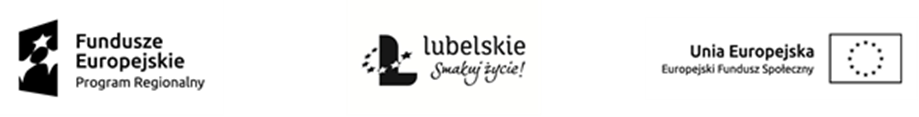 Fundusze
Europejskie
Program Regionalny
lubelskie
Smakuj życie!
Unia Europejska
Europejski Fundusz Społeczny